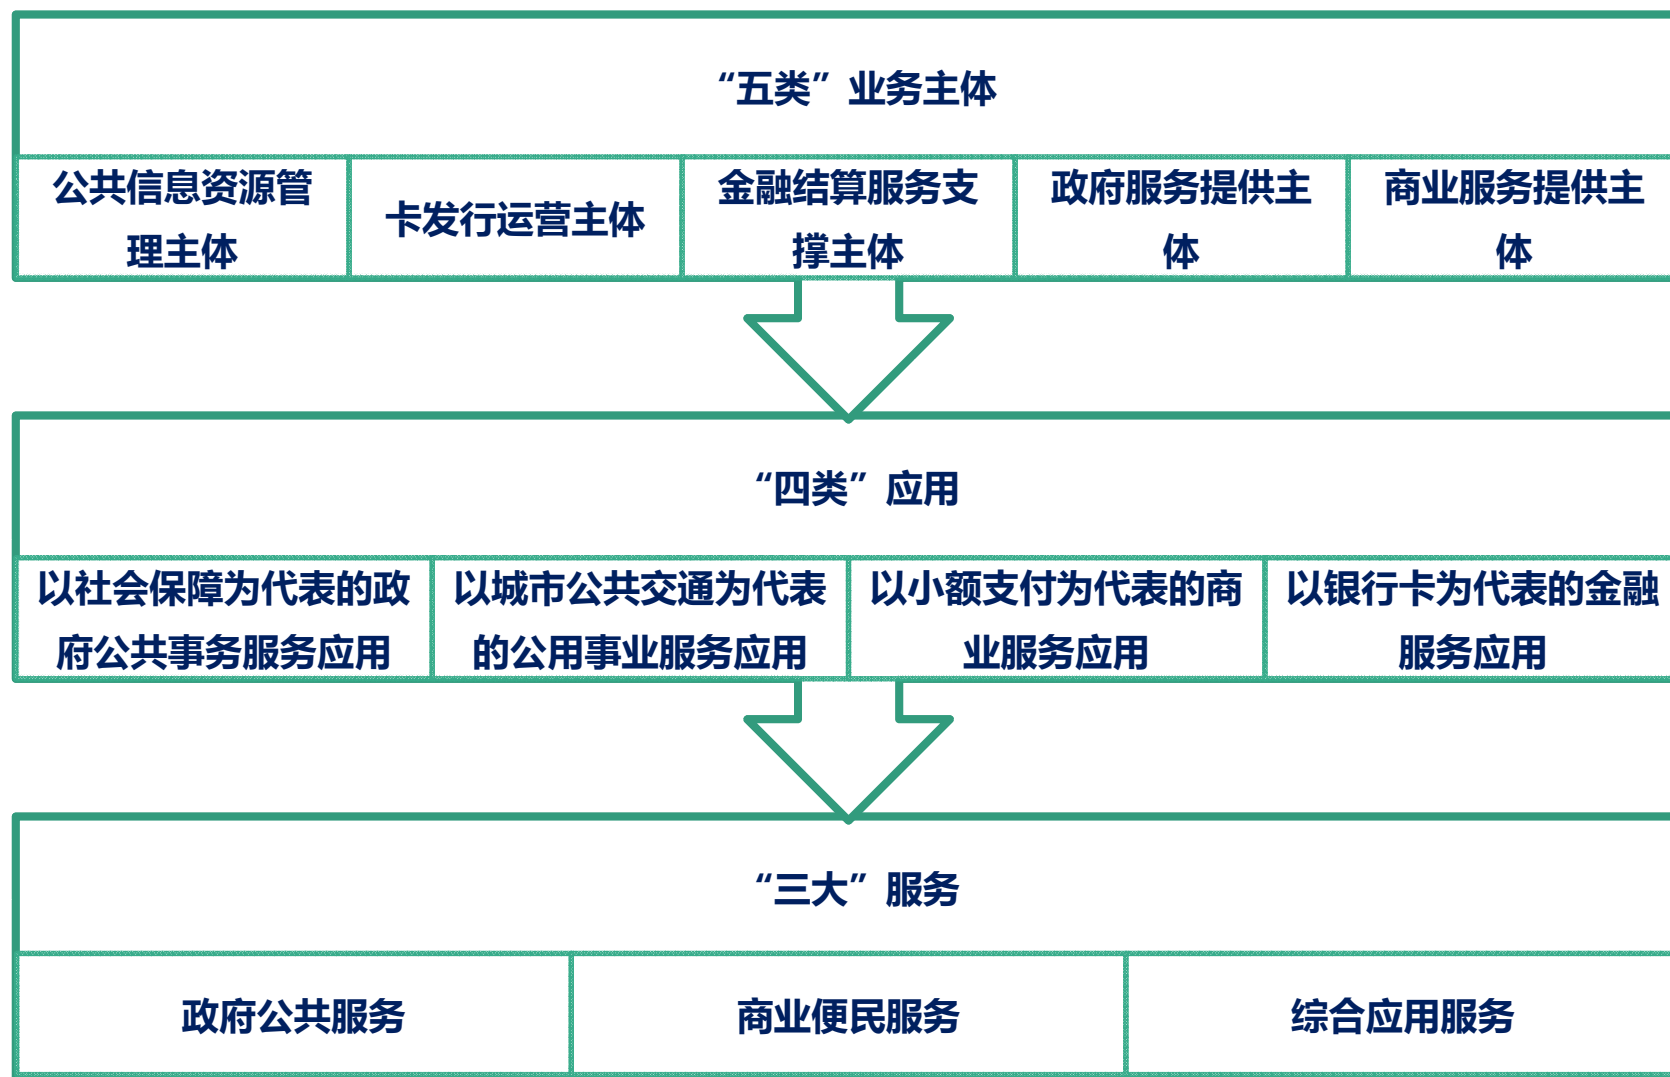 “五类”业务主体
公共信息资源管
理主体
卡发行运营主体
金融结算服务支
撑主体
政府服务提供主
体
商业服务提供主
体
“四类”应用
以社会保障为代表的政
府公共事务服务应用
以城市公共交通为代表
的公用事业服务应用
以小额支付为代表的商
业服务应用
以银行卡为代表的金融
服务应用
“三大”服务
政府公共服务
商业便民服务
综合应用服务